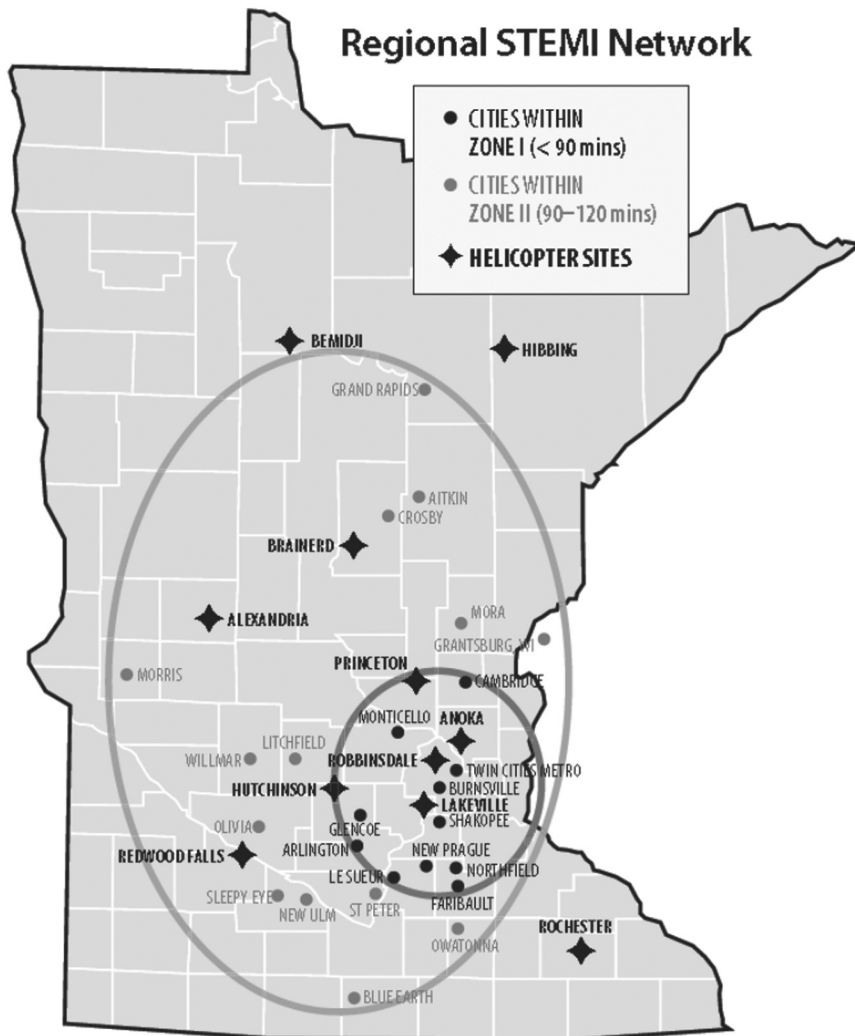 Regional STEMI Network
CITIES WITHIN
ZONE I (< 90 mins)
CITIES WITHIN
ZONE II (90–120 mins)
HELICOPTER SITES
BEMIDJI
HIBBING
GRAND RAPIDS
AITKIN
CROSBY
BRAINERD
ALEXANDRIA
MORA
GRANTSBURG, WI
MORRIS
PRINCETON
CAMBRIDGE
MONTICELLO
ANOKA
LITCHFIELD
WILLMAR
ROBBINSDALE
TWIN CITIES METRO
HUTCHINSON
BURNSVILLE
LAKEVILLE
SHAKOPEE
GLENCOE
OLIVIA
ARLINGTON
REDWOOD FALLS
NEW PRAGUE
NORTHFIELD
LE SUEUR
FARIBAULT
SLEEPY EYE
NEW ULM
ST PETER
ROCHESTER
OWATONNA
BLUE EARTH